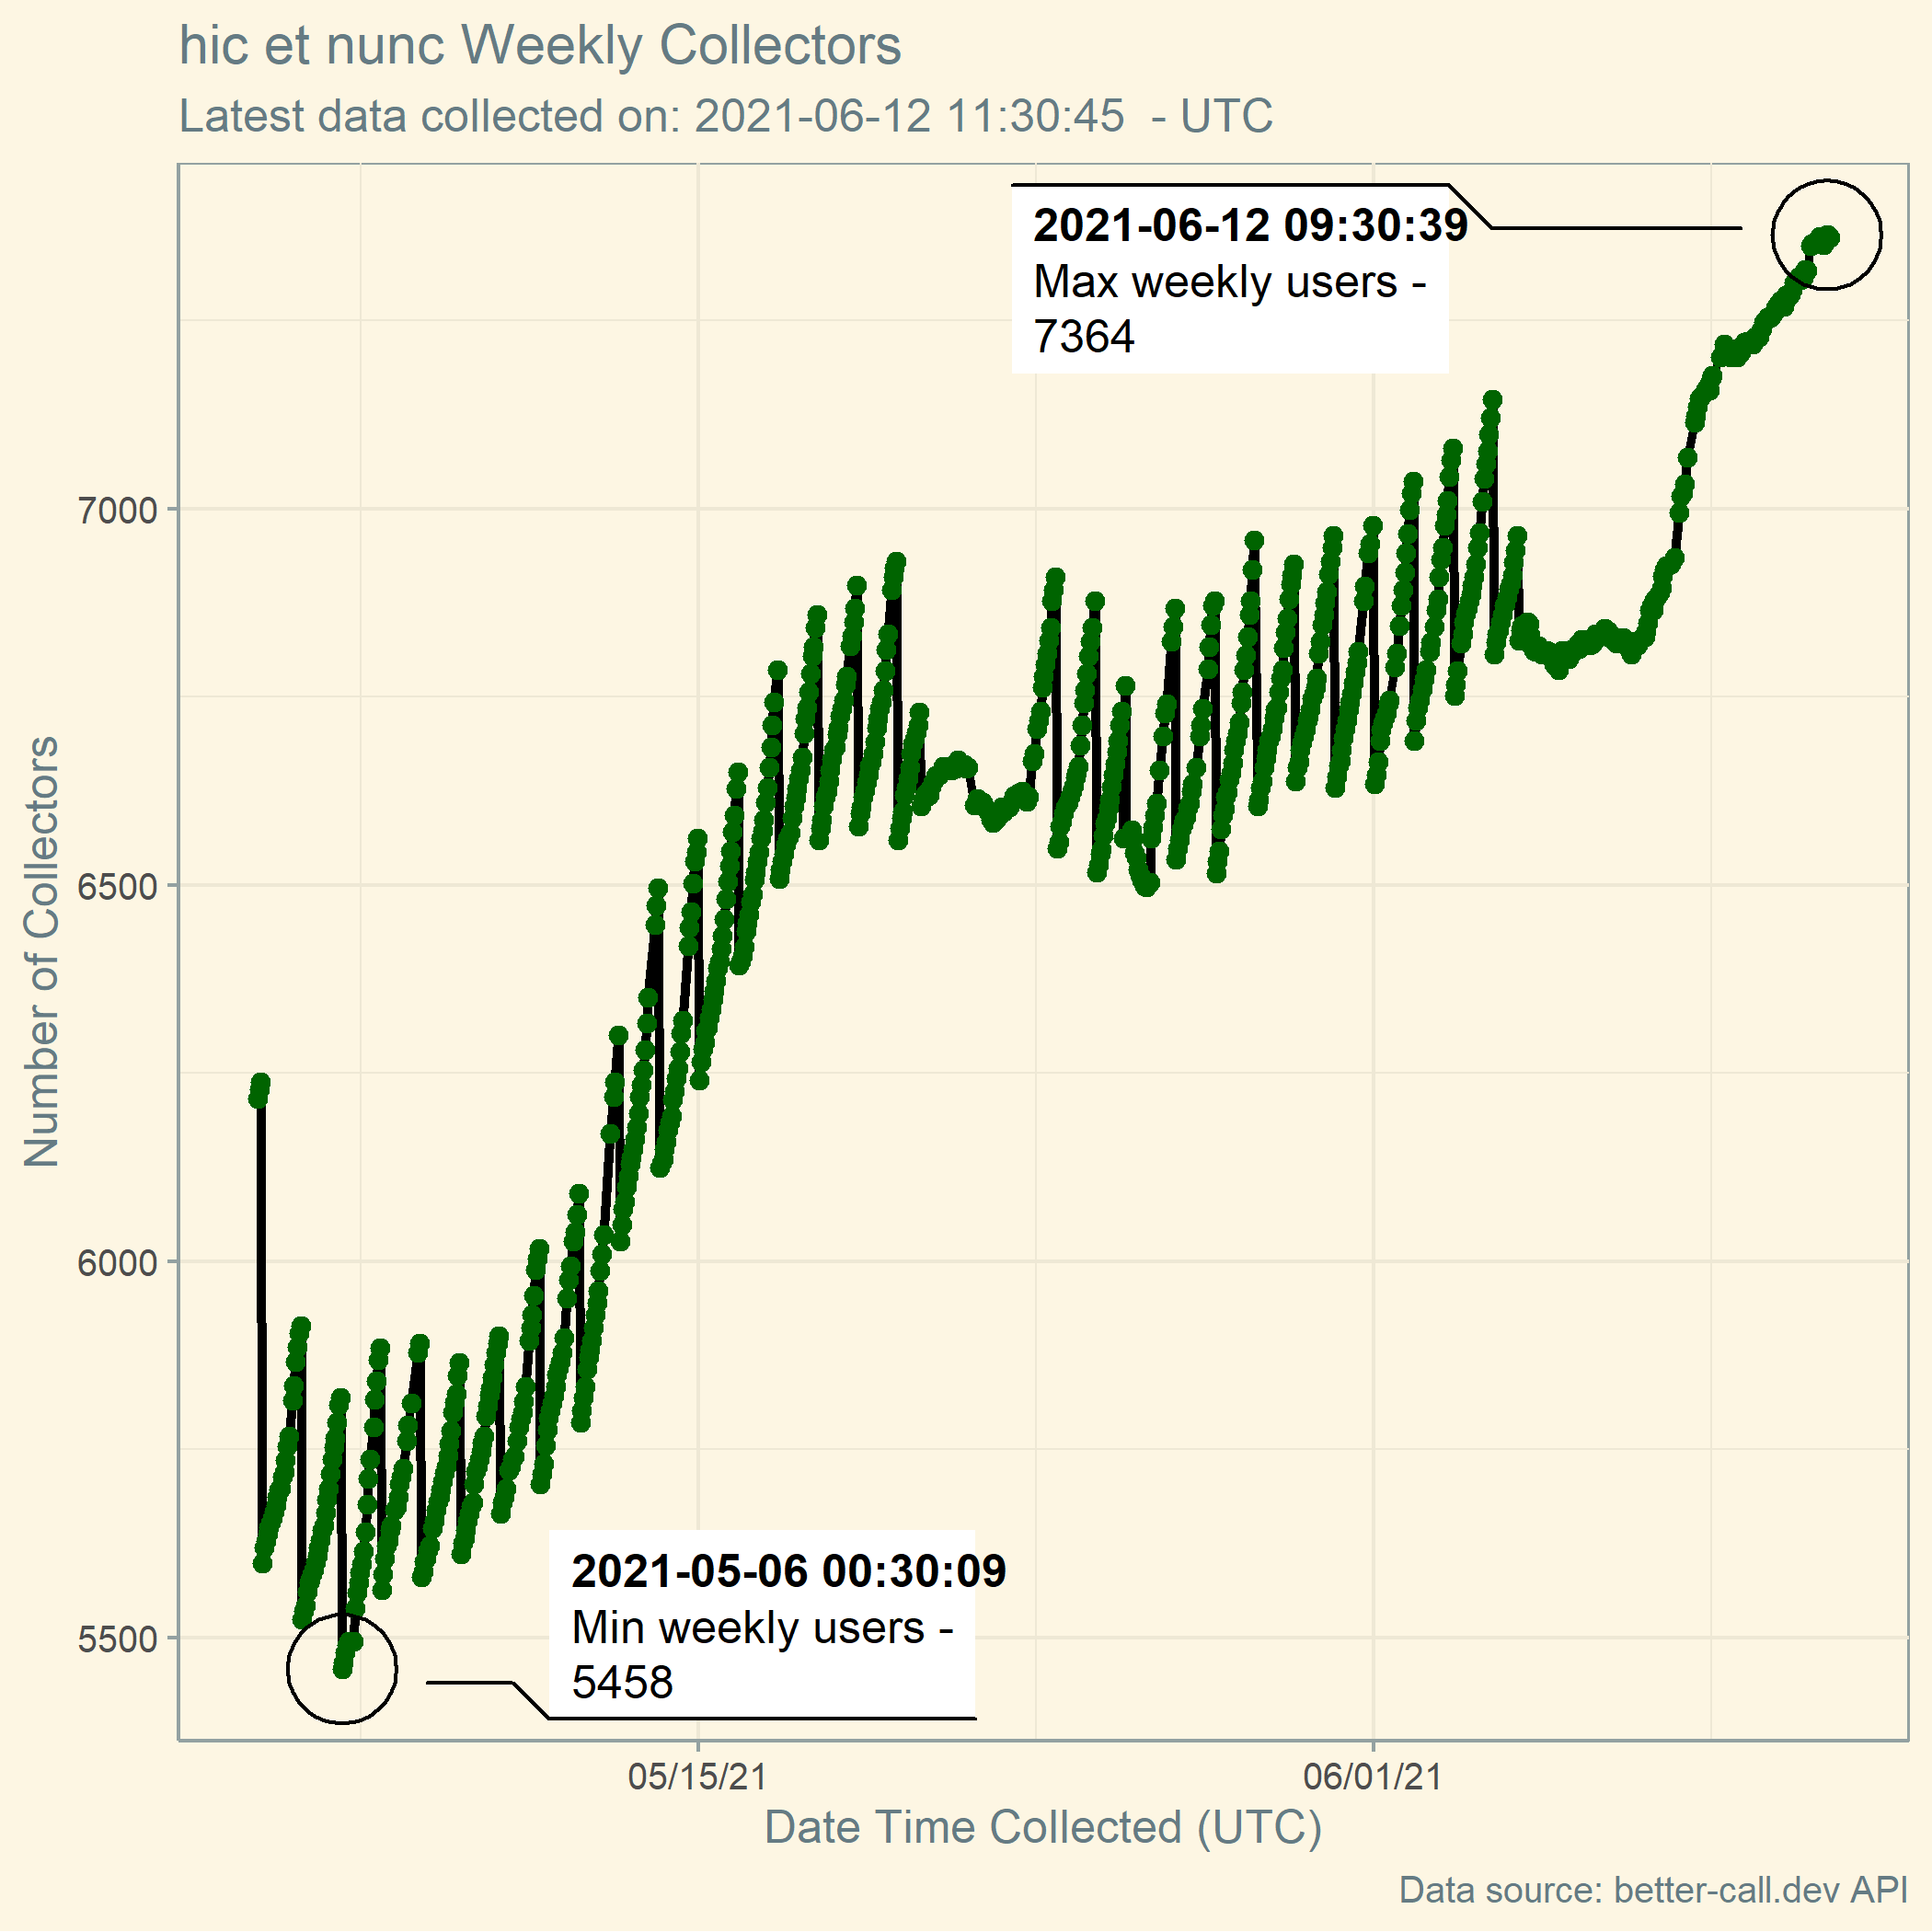 hic et nunc Weekly Collectors
Latest data collected on: 2021-06-12 11:30:45  - UTC
2021-06-12 09:30:39
Max weekly users -
7364
7000
6500
6000
5500
Number of Collectors
2021-05-06 00:30:09
Min weekly users -
5458
05/15/21
06/01/21
Date Time Collected (UTC)
Data source: better-call.dev API